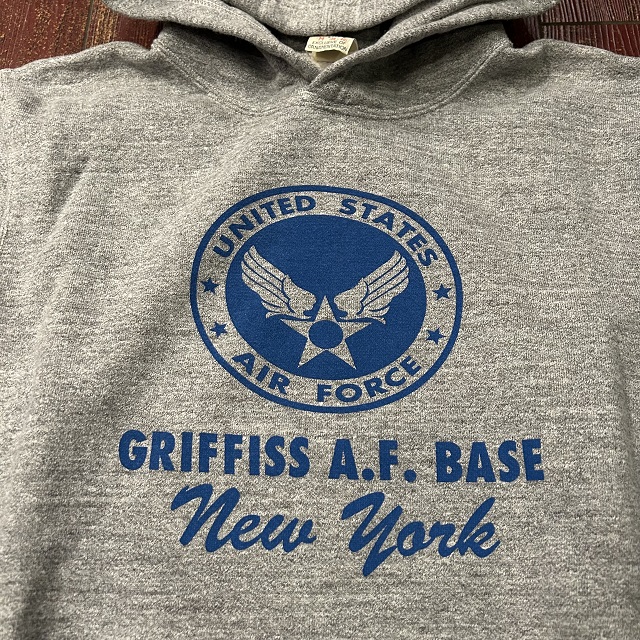 UNITED STATES
AIR FORCE
GRIFFISS A.F. BASE
New York